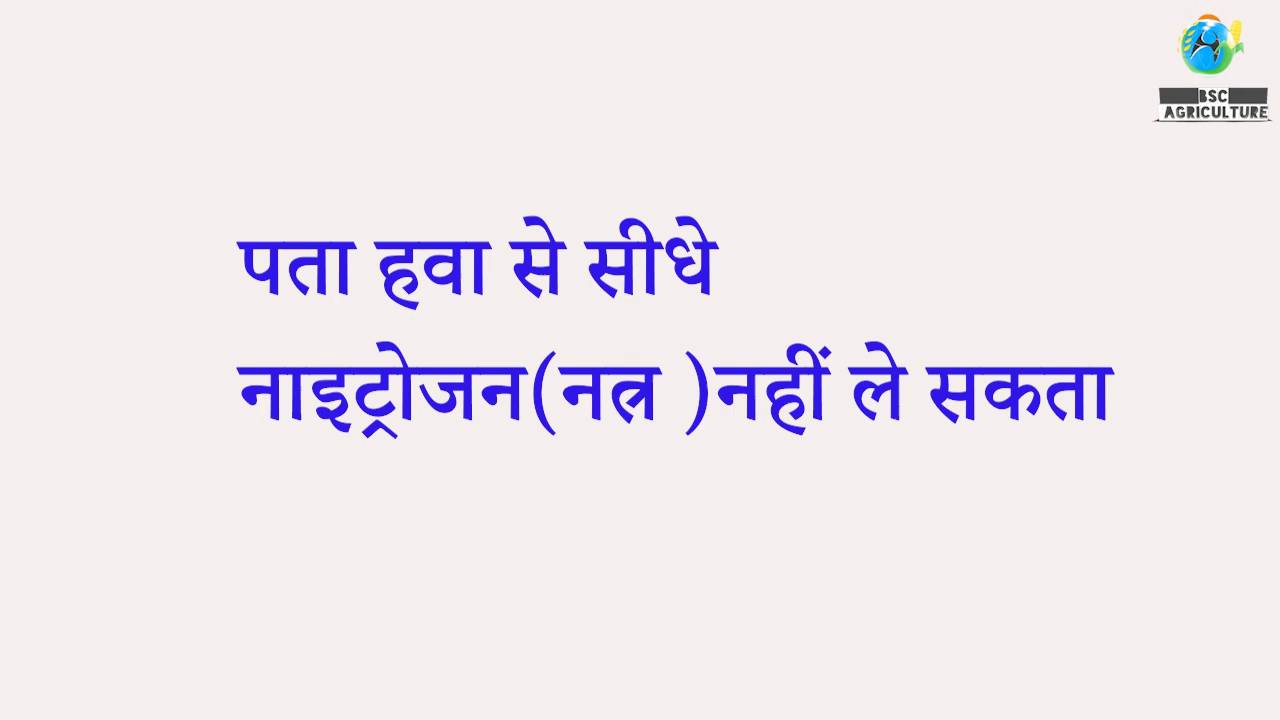 BSC
AGRICULTURE
पता हवा से सीधे
नाइट्रोजन(नत्र )नहीं ले सकता